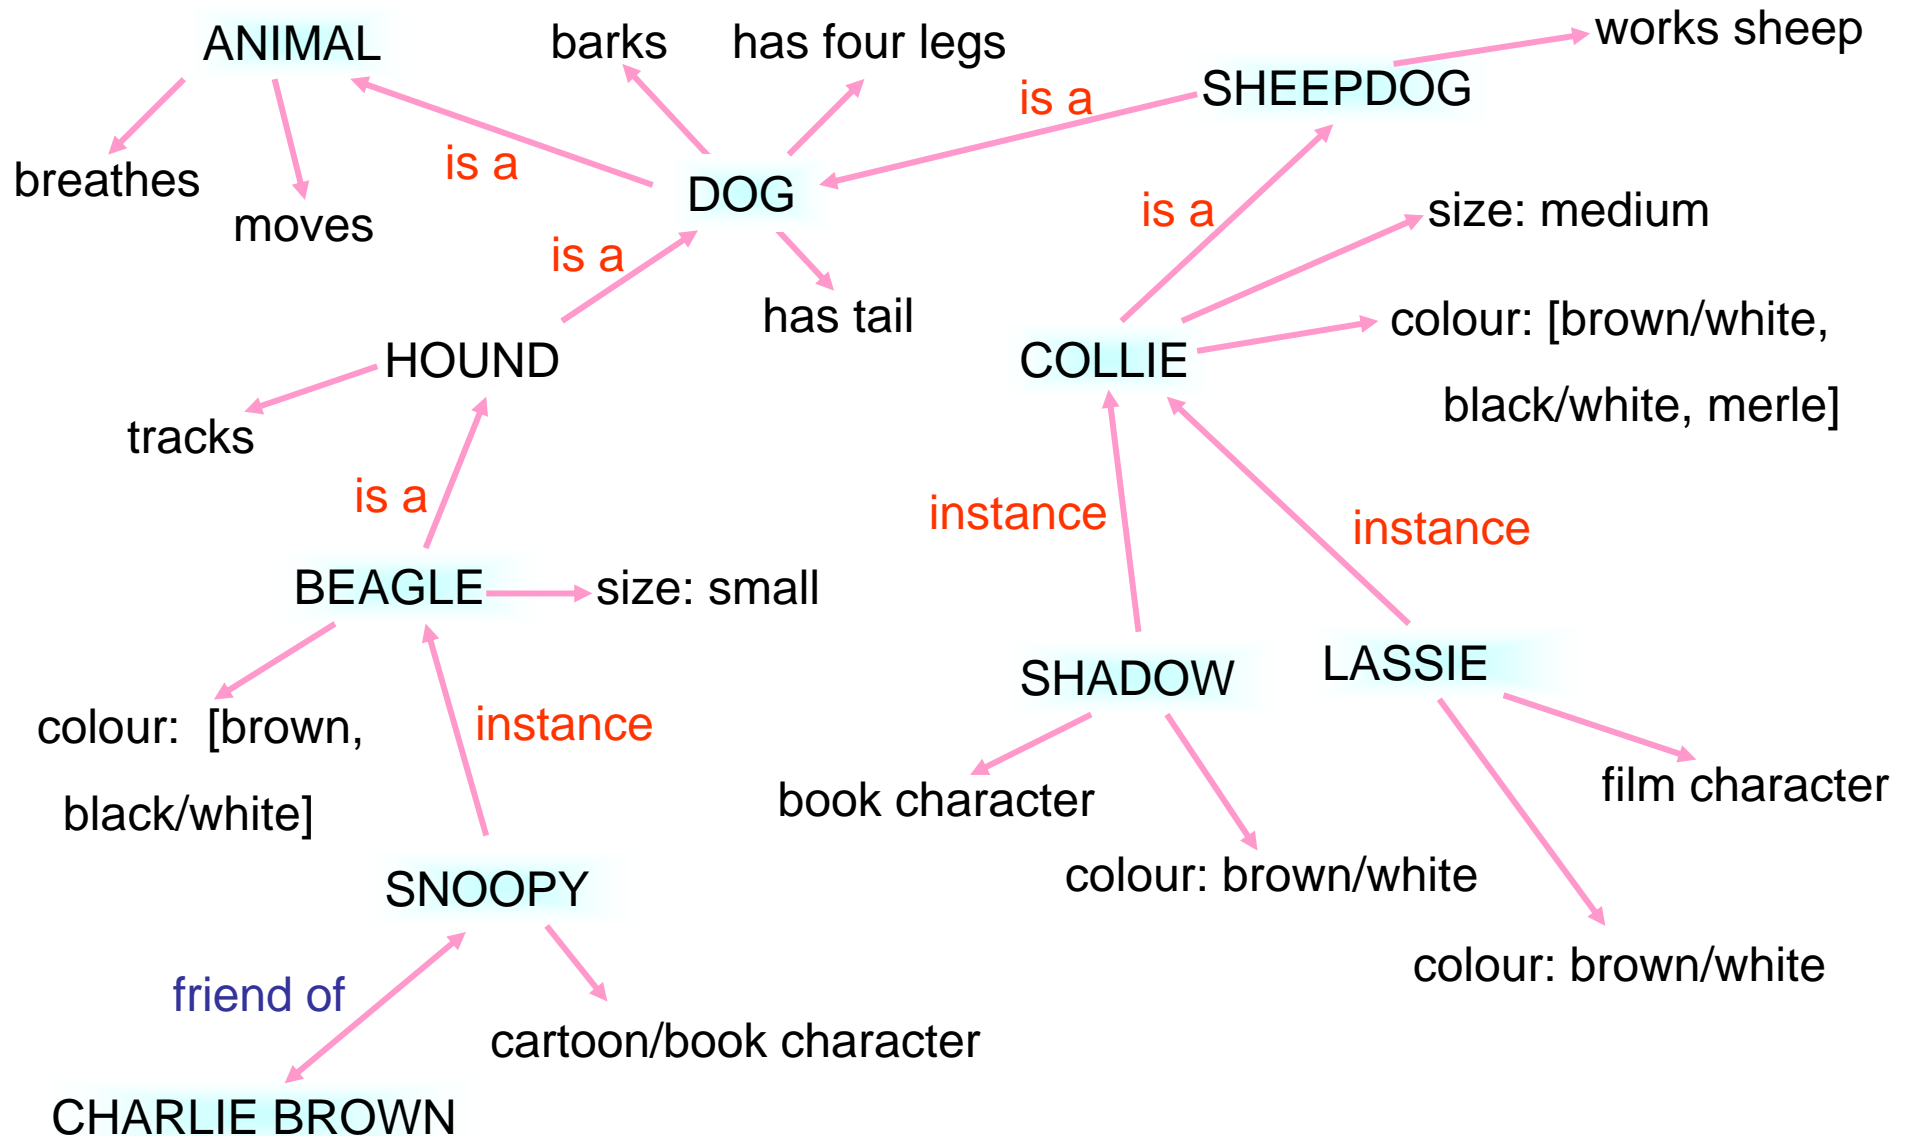 ANIMAL
barks
has four legs
works sheep
is a
SHEEPDOG
breathes
moves
is a
DOG
is a
size: medium
is a
has tail
colour: [brown/white,
black/white, merle]
HOUND
COLLIE
tracks
is a
instance
instance
BEAGLE
size: small
SHADOW
LASSIE
colour: [brown,
black/white]
instance
book character
film character
colour: brown/white
SNOOPY
colour: brown/white
friend of
cartoon/book character
CHARLIE BROWN